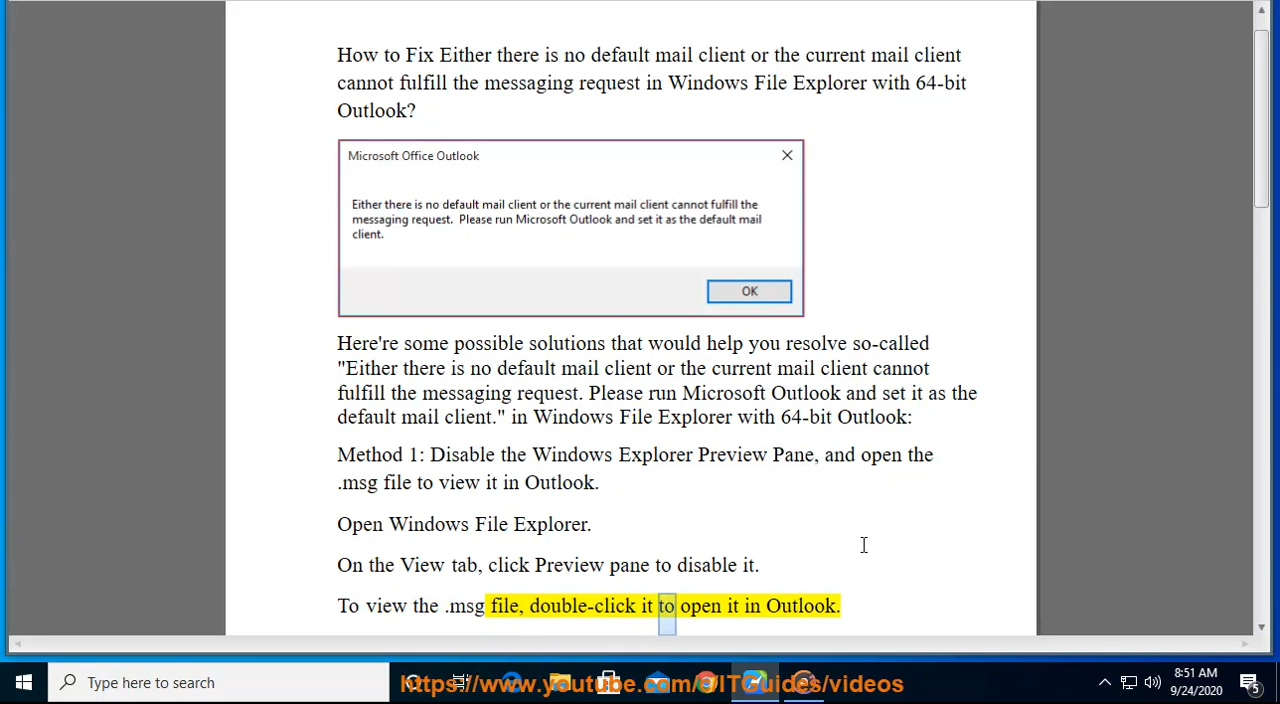 How to Fix Either there is no default mail client or the current mail client
cannot fulfill the messaging request in Windows File Explorer with 64-bit
Outlook?
Microsoft Office Outlook
Either there is no default mail client or the current mail client cannot fulfill the
messaging request. Please run Microsoft Outlook and set it as the default mail
client.
OK
Here're some possible solutions that would help you resolve so-called
"Either there is no default mail client or the current mail client cannot
fulfill the messaging request. Please run Microsoft Outlook and set it as the
default mail client." in Windows File Explorer with 64-bit Outlook:
Method 1: Disable the Windows Explorer Preview Pane, and open the
.msg file to view it in Outlook.
Open Windows File Explorer.
On the View tab, click Preview pane to disable it.
To view the .msg file, double-click it to open it in Outlook.
Type here to search
https://www.youtube.com/c/ITGuides/videos
8:51 AM
9/24/2020
5